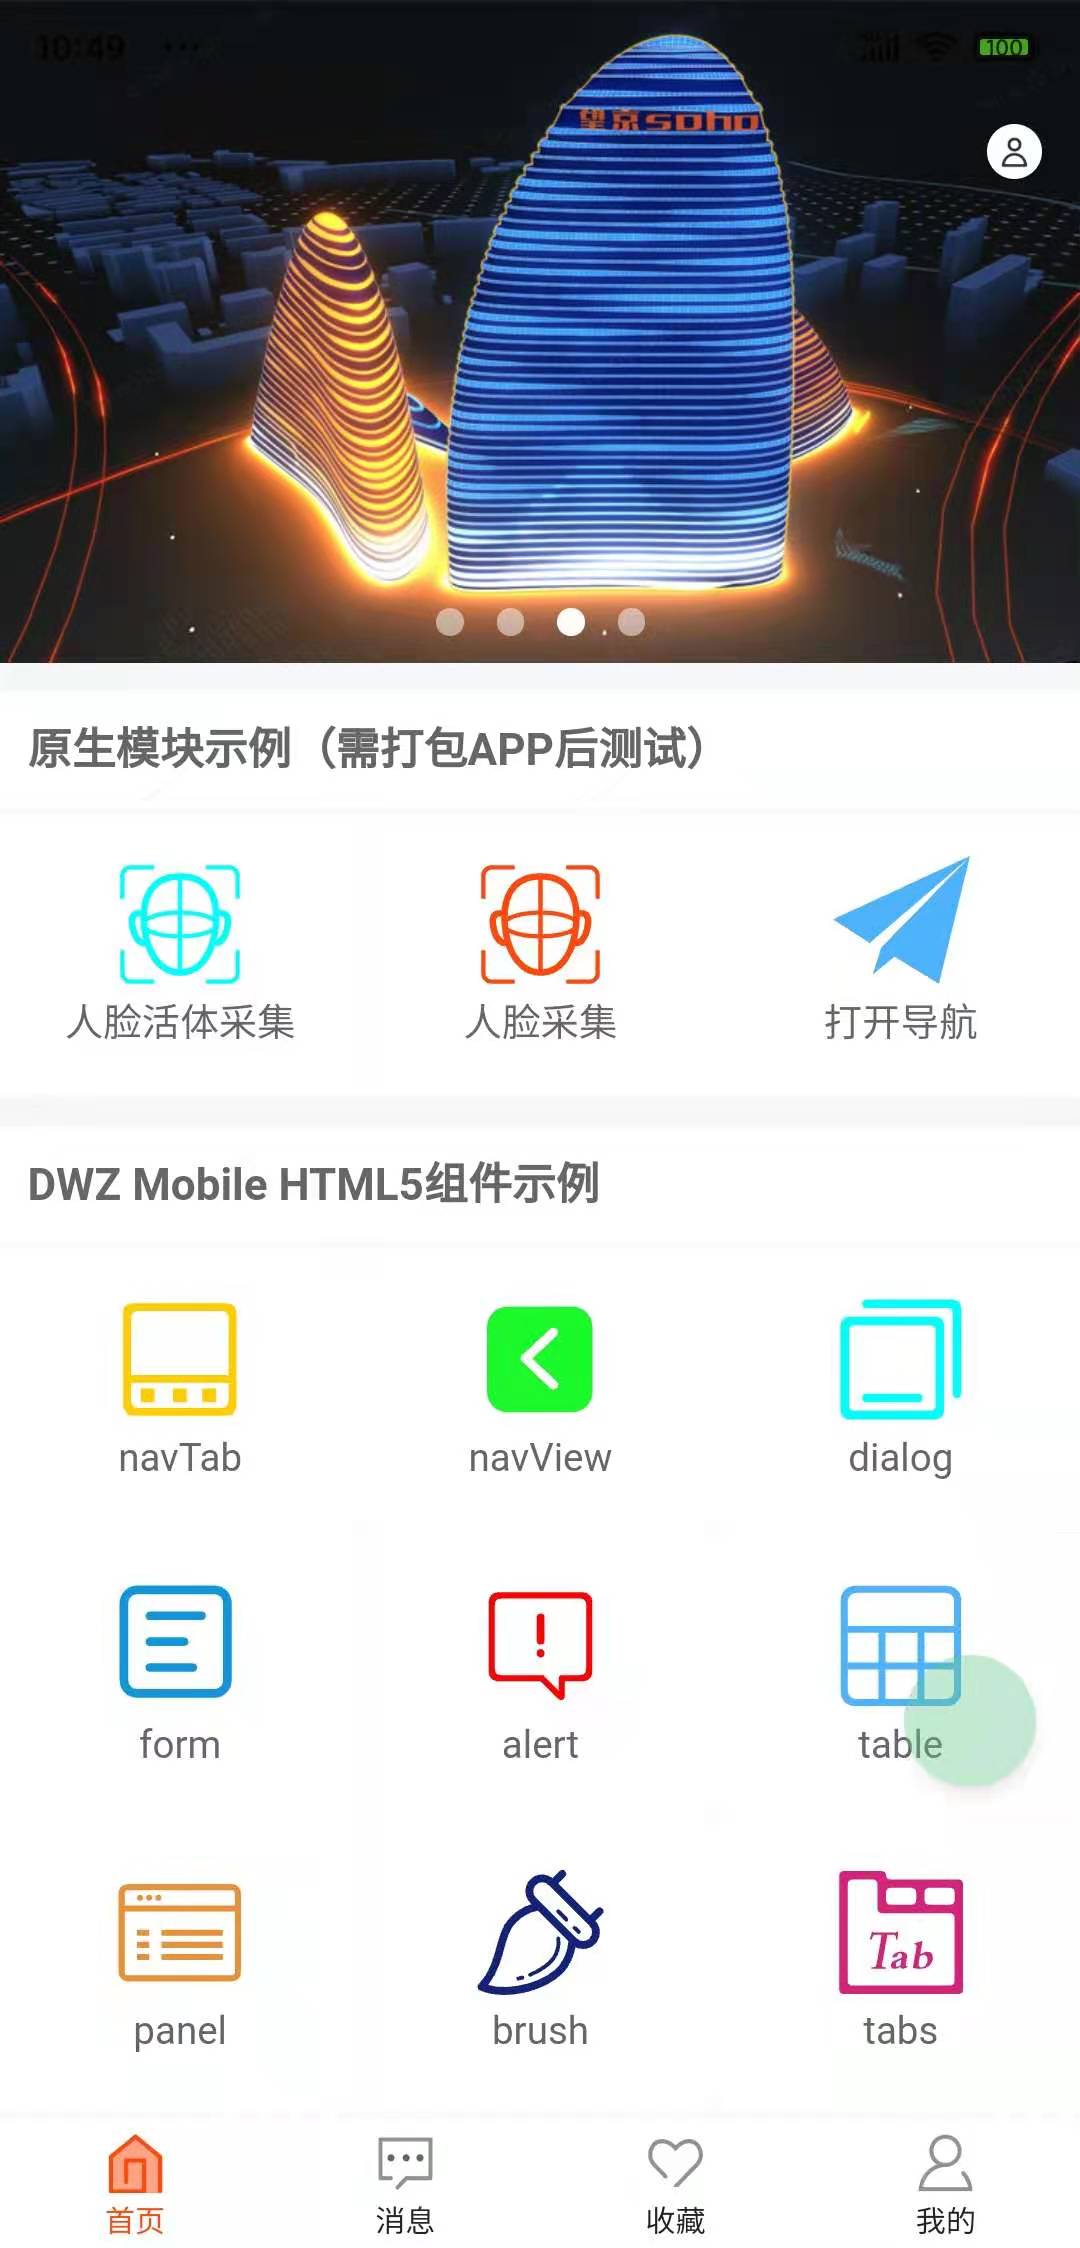 10:49
100
望京soho
原生模块示例（需打包APP后测试）
人脸活体采集 人脸采集 打开导航
DWZ Mobile HTML5组件示例
navTab navView dialog
form alert table
Tab
panel brush tabs
首页 消息 收藏 我的